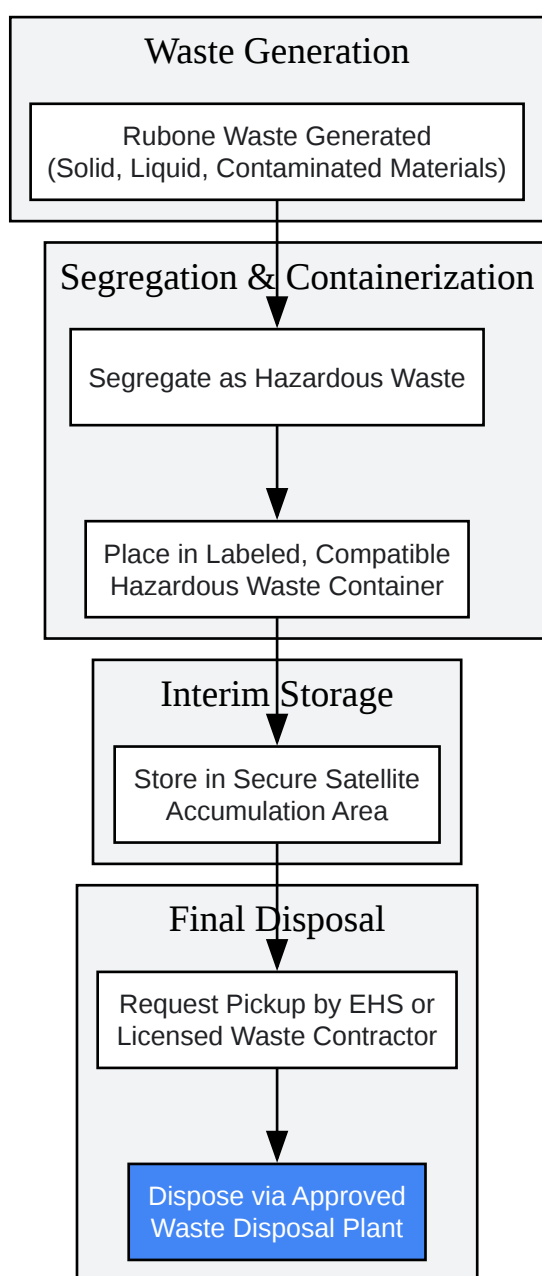 Waste Generation
Rubone Waste Generated
(Solid, Liquid, Contaminated Materials)
Segregation & Containerization
Segregate as Hazardous Waste
Place in Labeled, Compatible
Hazardous Waste Container
Interim Storage
Store in Secure Satellite
Accumulation Area
Final Disposal
Request Pickup by EHS or
Licensed Waste Contractor
Dispose via Approved
Waste Disposal Plant